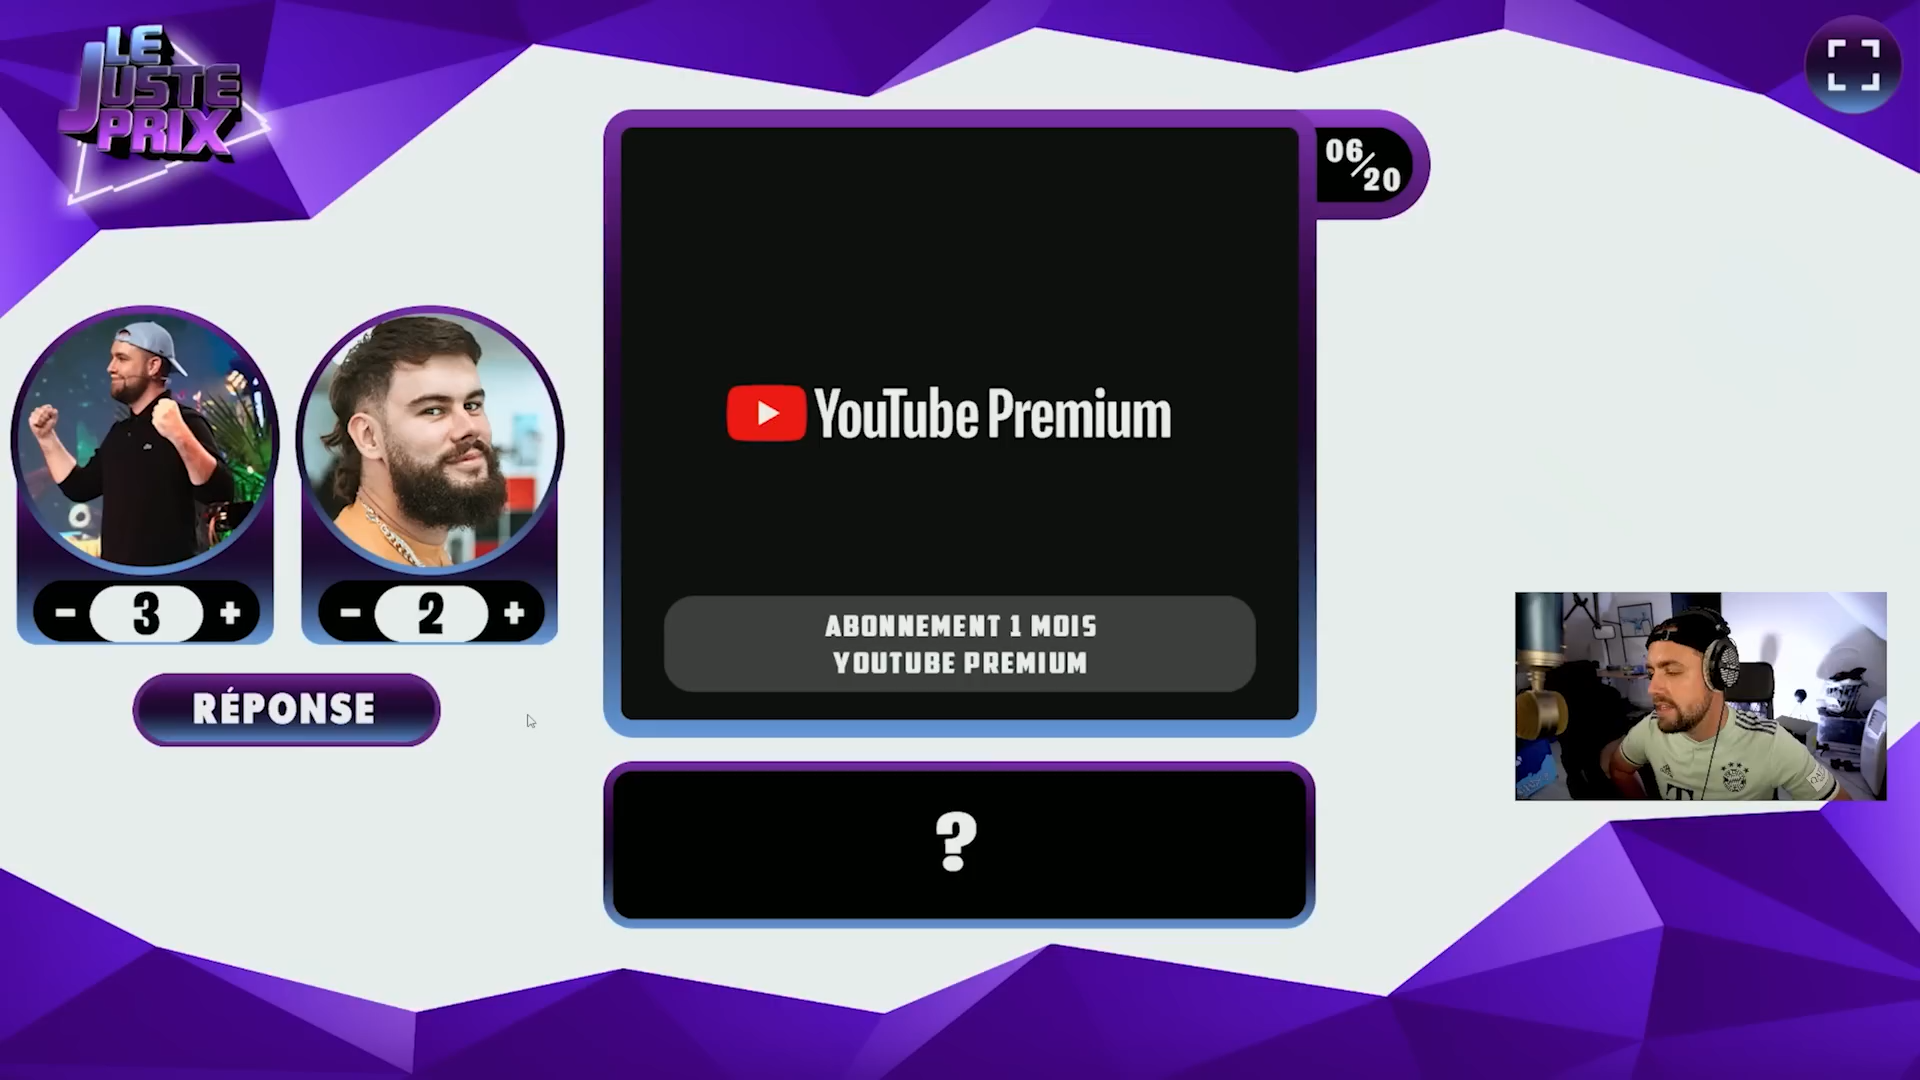 LE
JUSTE
PRIX
06/20
YouTube Premium
ABONNEMENT 1 MOIS
YOUTUBE PREMIUM
- 3 +
- 2 +
RÉPONSE
?